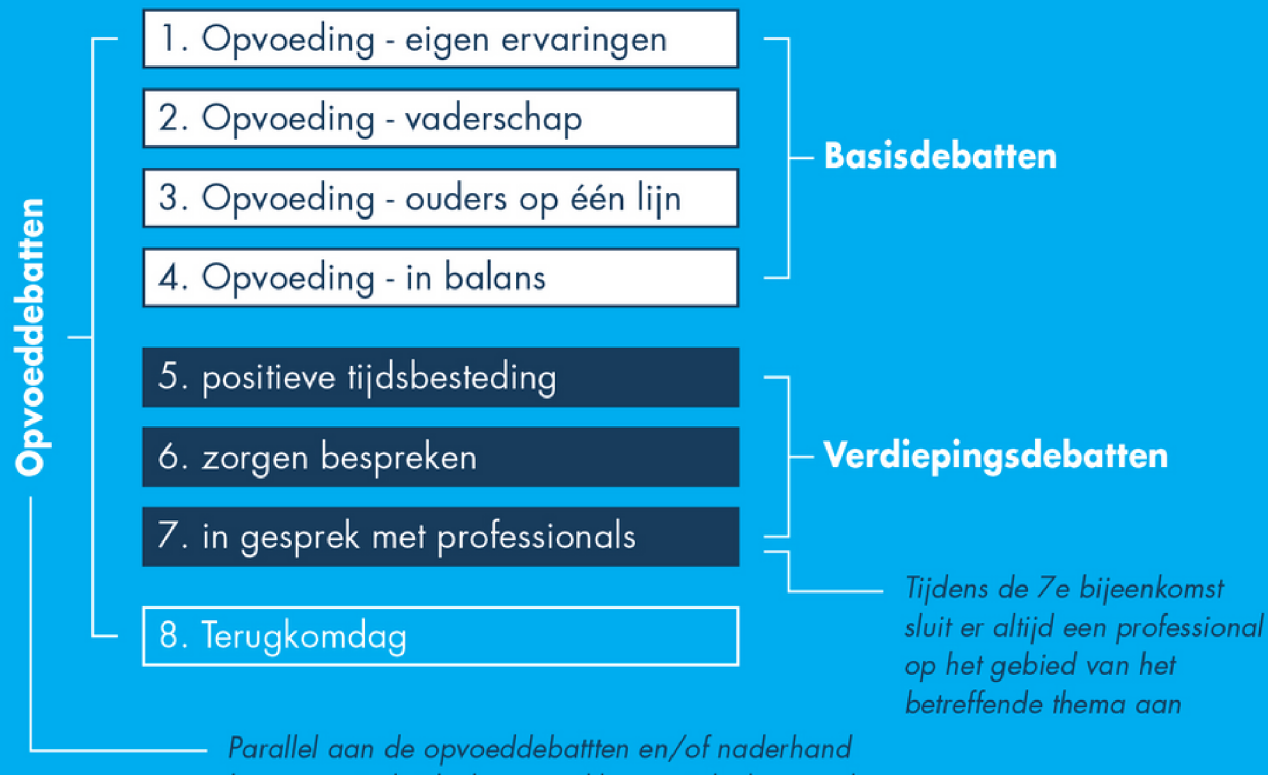 Opvoeddebatten
1. Opvoeding - eigen ervaringen
2. Opvoeding - vaderschap
3. Opvoeding - ouders op één lijn
4. Opvoeding - in balans
Basisdebatten
5. positieve tijdsbesteding
6. zorgen bespreken
7. in gesprek met professionals
Verdiepingsdebatten
Tijdens de 7e bijeenkomst
sluit er altijd een professional
op het gebied van het
betreffende thema aan
8. Terugkomdag
Parallel aan de opvoeddebattten en/of naderhand